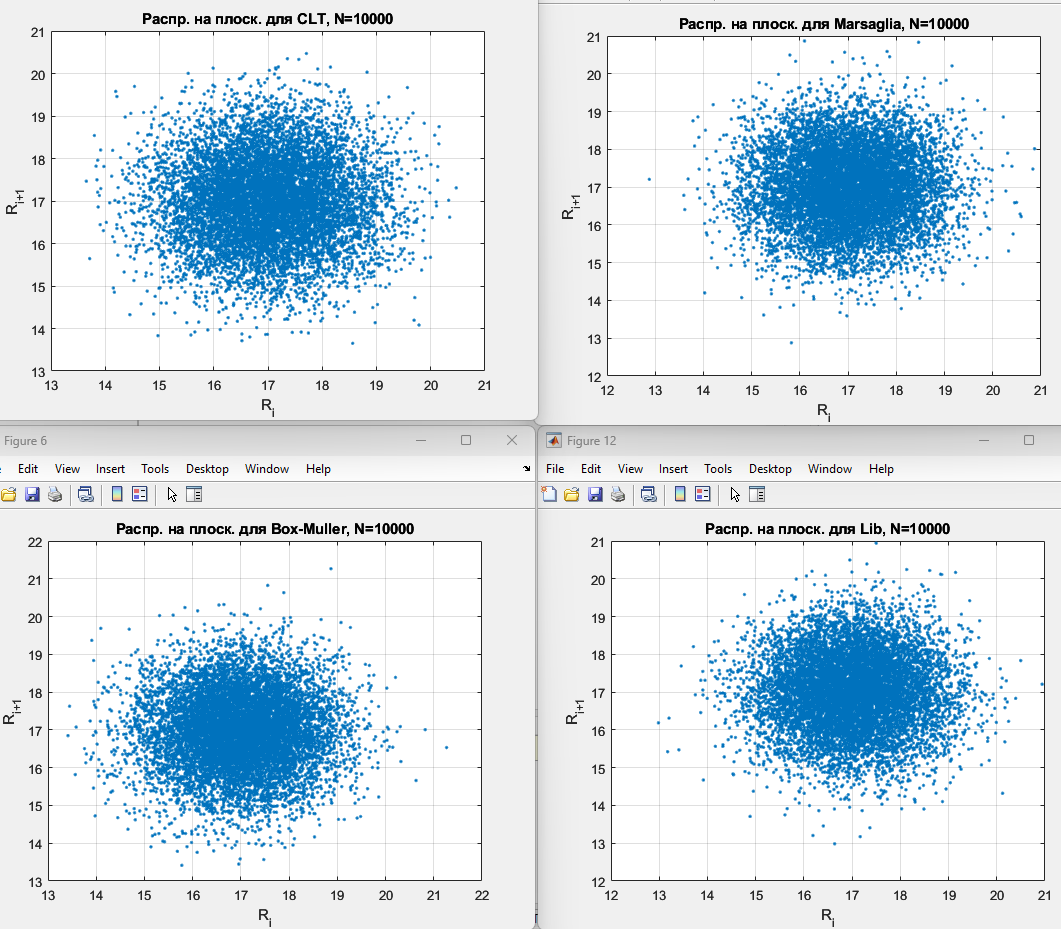 Распр. на плоск. для CLT, N=10000
21
20
19
18
17
16
15
14
13
R_{i+1}
13 14 15 16 17 18 19 20 21
R_i
Распр. на плоск. для Marsaglia, N=10000
21
20
19
18
17
16
15
14
13
12
R_{i+1}
12 13 14 15 16 17 18 19 20 21
R_i
Figure 6
Edit View Insert Tools Desktop Window Help
Распр. на плоск. для Box-Muller, N=10000
22
21
20
19
18
17
16
15
14
13
R_{i+1}
13 14 15 16 17 18 19 20 21 22
R_i
Figure 12
File Edit View Insert Tools Desktop Window Help
Распр. на плоск. для Lib, N=10000
21
20
19
18
17
16
15
14
13
12
R_{i+1}
12 13 14 15 16 17 18 19 20 21
R_i